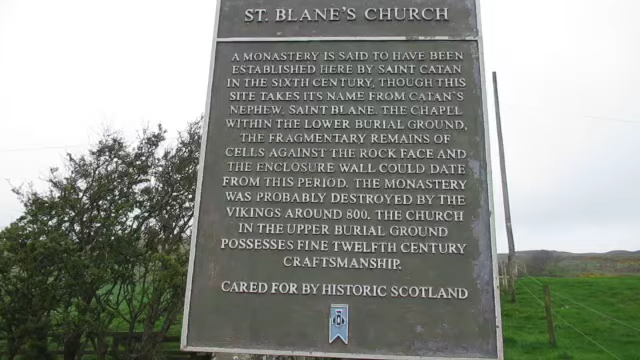 ST. BLANE'S CHURCH
A MONASTERY IS SAID TO HAVE BEEN
ESTABLISHED HERE BY SAINT CATAN
IN THE SIXTH CENTURY, THOUGH THIS
SITE TAKES ITS NAME FROM CATAN'S
NEPHEW, SAINT BLANE. THE CHAPEL
WITHIN THE LOWER BURIAL GROUND,
THE FRAGMENTARY REMAINS OF
CELLS AGAINST THE ROCK FACE AND
THE ENCLOSURE WALL COULD DATE
FROM THIS PERIOD. THE MONASTERY
WAS PROBABLY DESTROYED BY THE
VIKINGS AROUND 800. THE CHURCH
IN THE UPPER BURIAL GROUND
POSSESSES FINE TWELFTH CENTURY
CRAFTSMANSHIP.
CARED FOR BY HISTORIC SCOTLAND